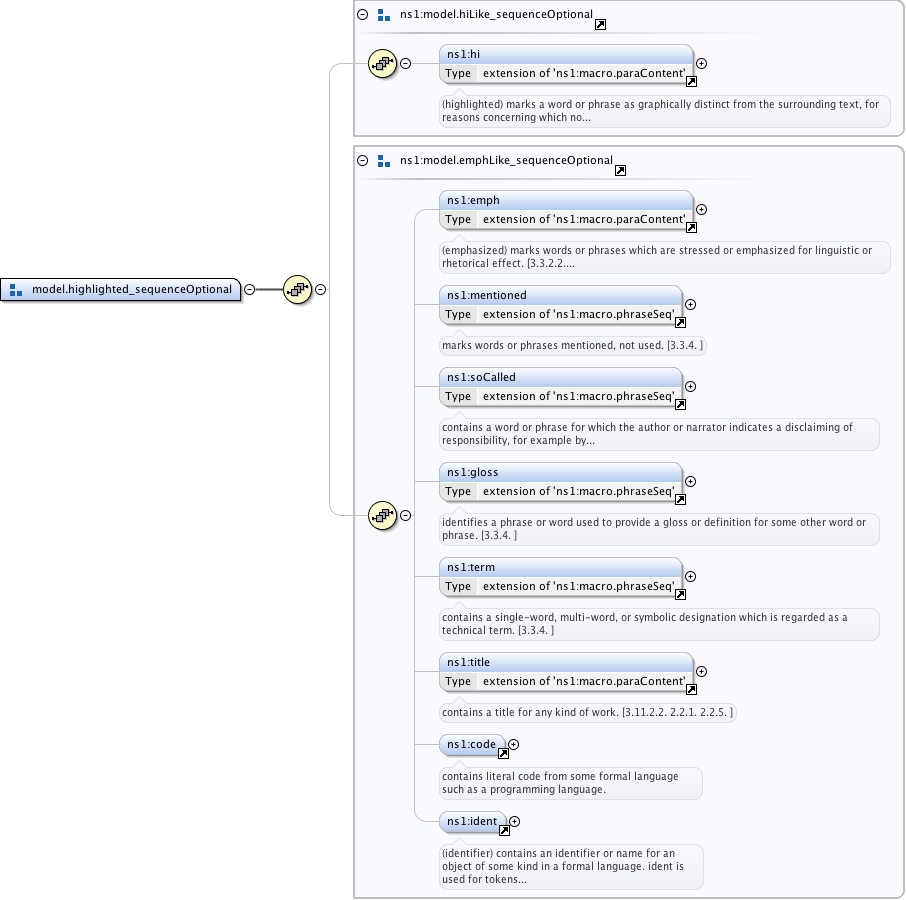 ns1:model.hiLike_sequenceOptional
ns1:hi
Type extension of 'ns1:macro.paraContent'
(highlighted) marks a word or phrase as graphically distinct from the surrounding text, for
reasons concerning which no...
ns1:model.emphLike_sequenceOptional
ns1:emph
Type extension of 'ns1:macro.paraContent'
(emphasized) marks words or phrases which are stressed or emphasized for linguistic or
rhetorical effect. [3.3.2.2....
model.highlighted_sequenceOptional
ns1:mentioned
Type extension of 'ns1:macro.phraseSeq'
marks words or phrases mentioned, not used. [3.3.4. ]
ns1:soCalled
Type extension of 'ns1:macro.phraseSeq'
contains a word or phrase for which the author or narrator indicates a disclaiming of
responsibility, for example by...
ns1:gloss
Type extension of 'ns1:macro.phraseSeq'
identifies a phrase or word used to provide a gloss or definition for some other word or
phrase. [3.3.4. ]
ns1:term
Type extension of 'ns1:macro.phraseSeq'
contains a single-word, multi-word, or symbolic designation which is regarded as a
technical term. [3.3.4. ]
ns1:title
Type extension of 'ns1:macro.paraContent'
contains a title for any kind of work. [3.11.2.2. 2.2.1. 2.2.5. ]
ns1:code
contains literal code from some formal language
such as a programming language.
ns1:ident
(identifier) contains an identifier or name for an
object of some kind in a formal language. ident is
used for tokens...